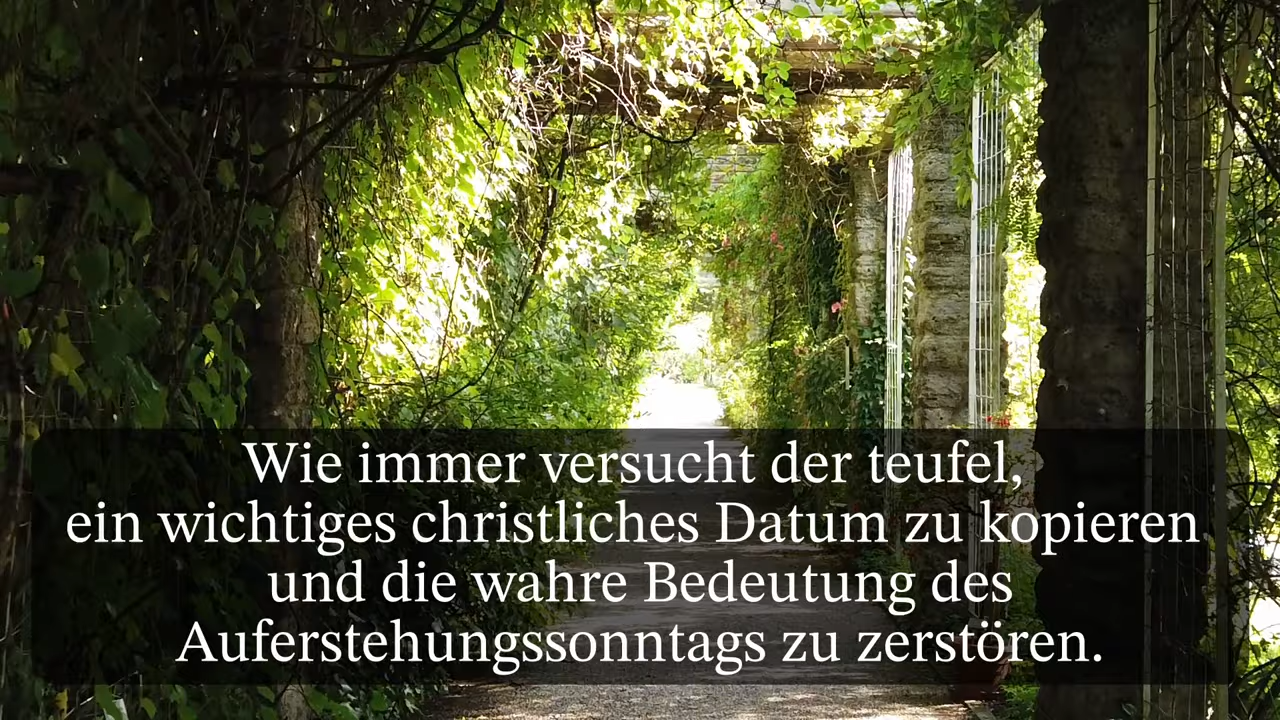 Wie immer versucht der teufel,
ein wichtiges christliches Datum zu kopieren
und die wahre Bedeutung des
Auferstehungssonntags zu zerstören.